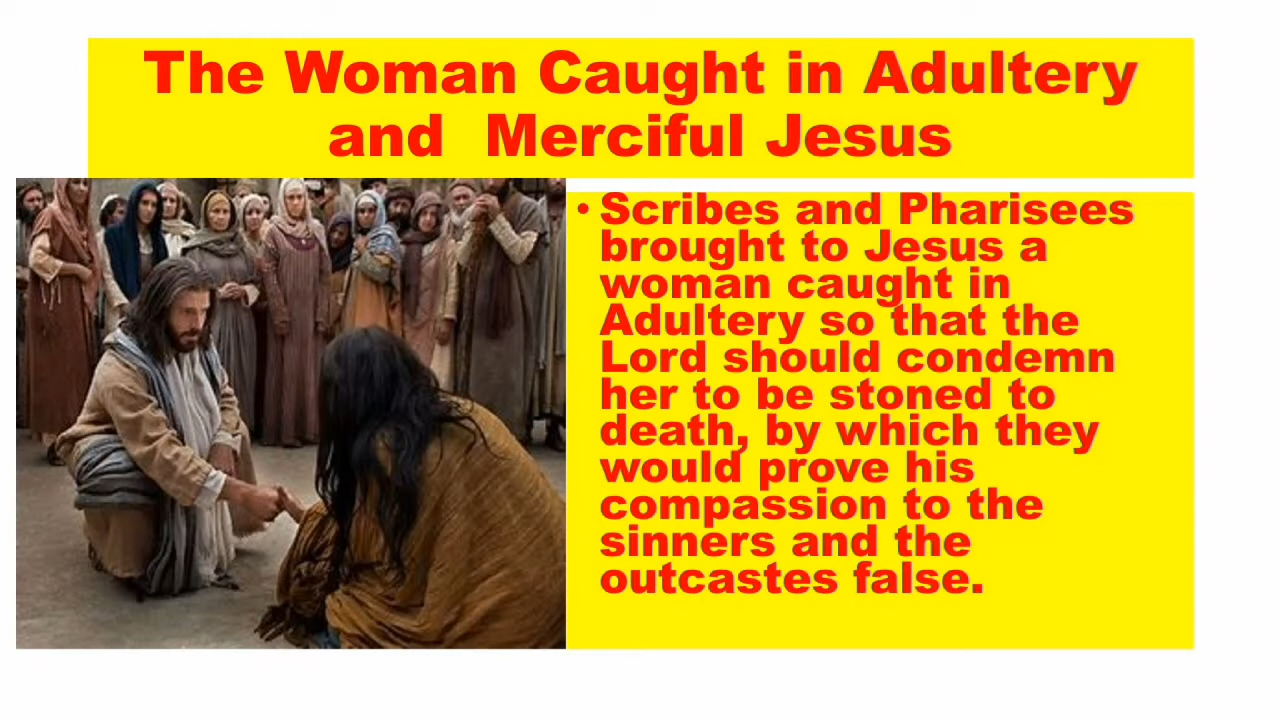 The Woman Caught in Adultery
and  Merciful Jesus
• Scribes and Pharisees
brought to Jesus a
woman caught in
Adultery so that the
Lord should condemn
her to be stoned to
death, by which they
would prove his
compassion to the
sinners and the
outcastes false.